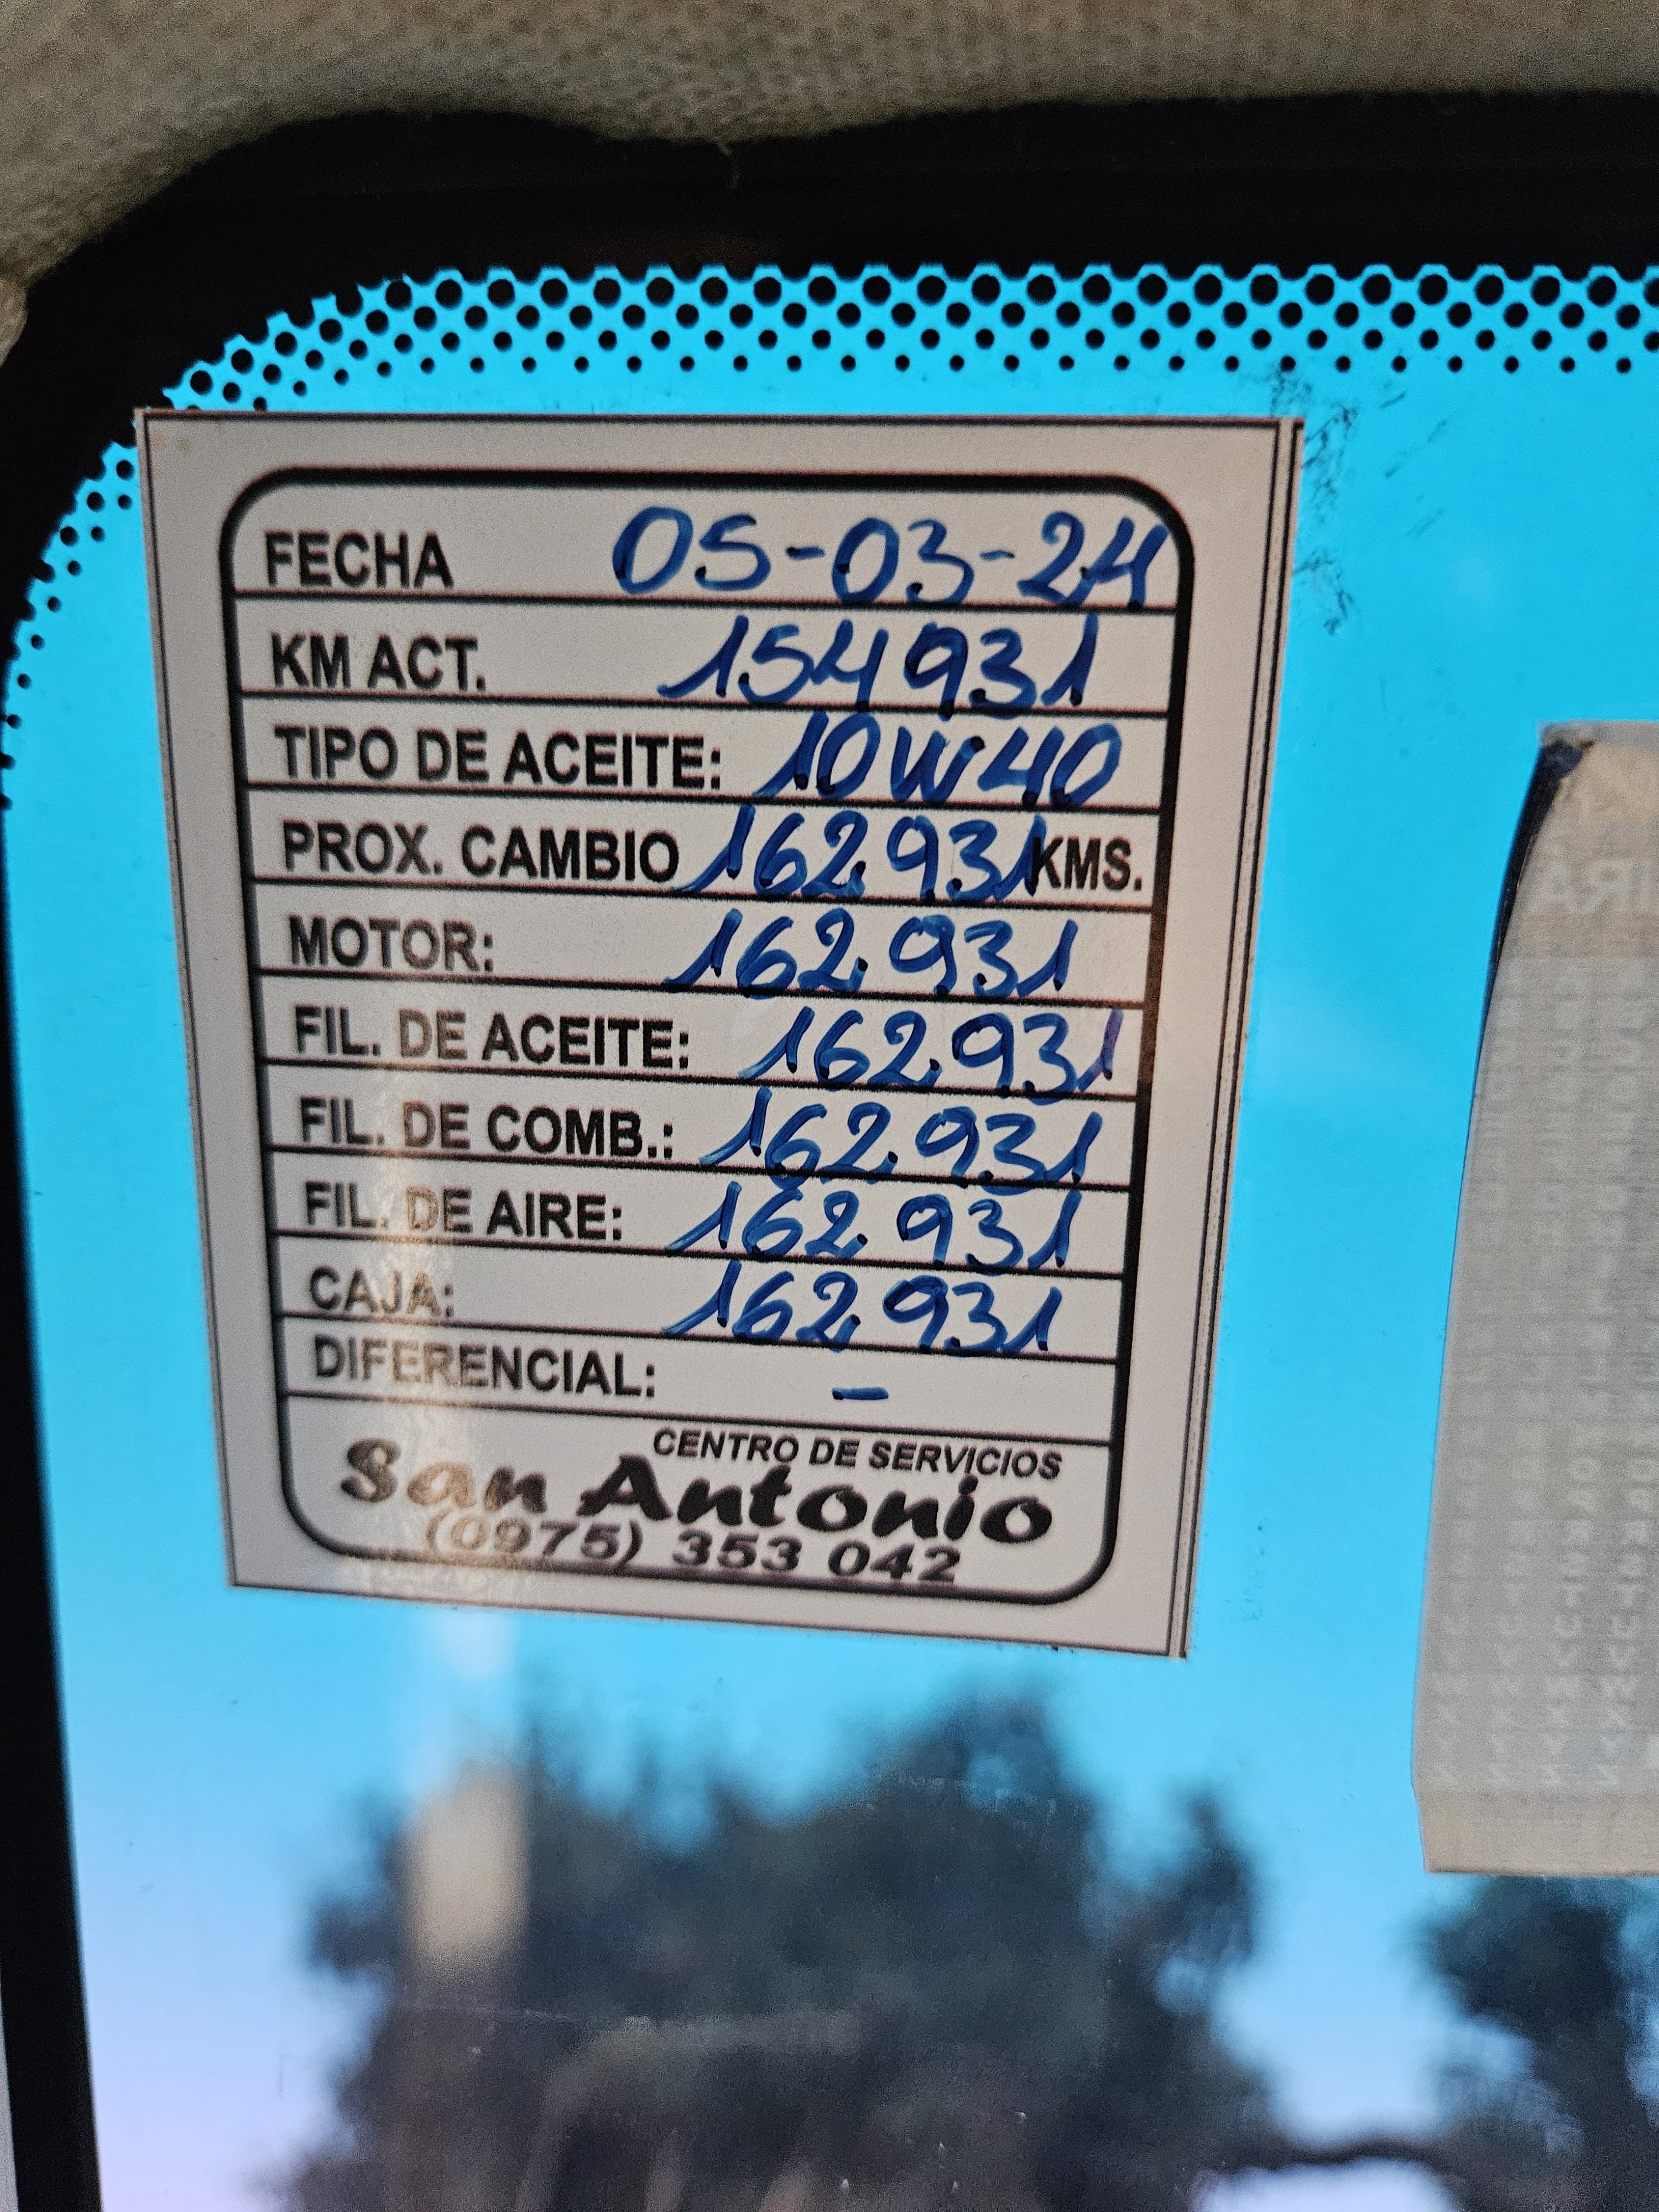 FECHA 05-03-24
KM ACT. 154931
TIPO DE ACEITE: 10W40
PROX. CAMBIO 162.931 KMS.
MOTOR: 162.931
FIL. DE ACEITE: 162.931
FIL. DE COMB.: 162.931
FIL. DE AIRE: 162.931
CAJA: 162.931
DIFERENCIAL: -
CENTRO DE SERVICIOS
San Antonio
(0975) 353 042